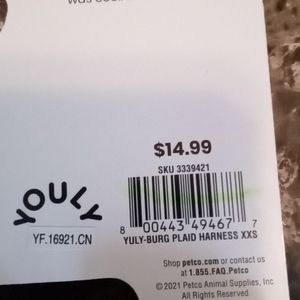 $14.99
SKU 3339421
YOULY
YF.16921.CN
8 00443 49467 7
YULY-BURG PLAID HARNESS XXS
Shop petco.com or contact us
at 1.855.FAQ.Petco
©2021 Petco Animal Supplies, Inc
All Rights Reserved